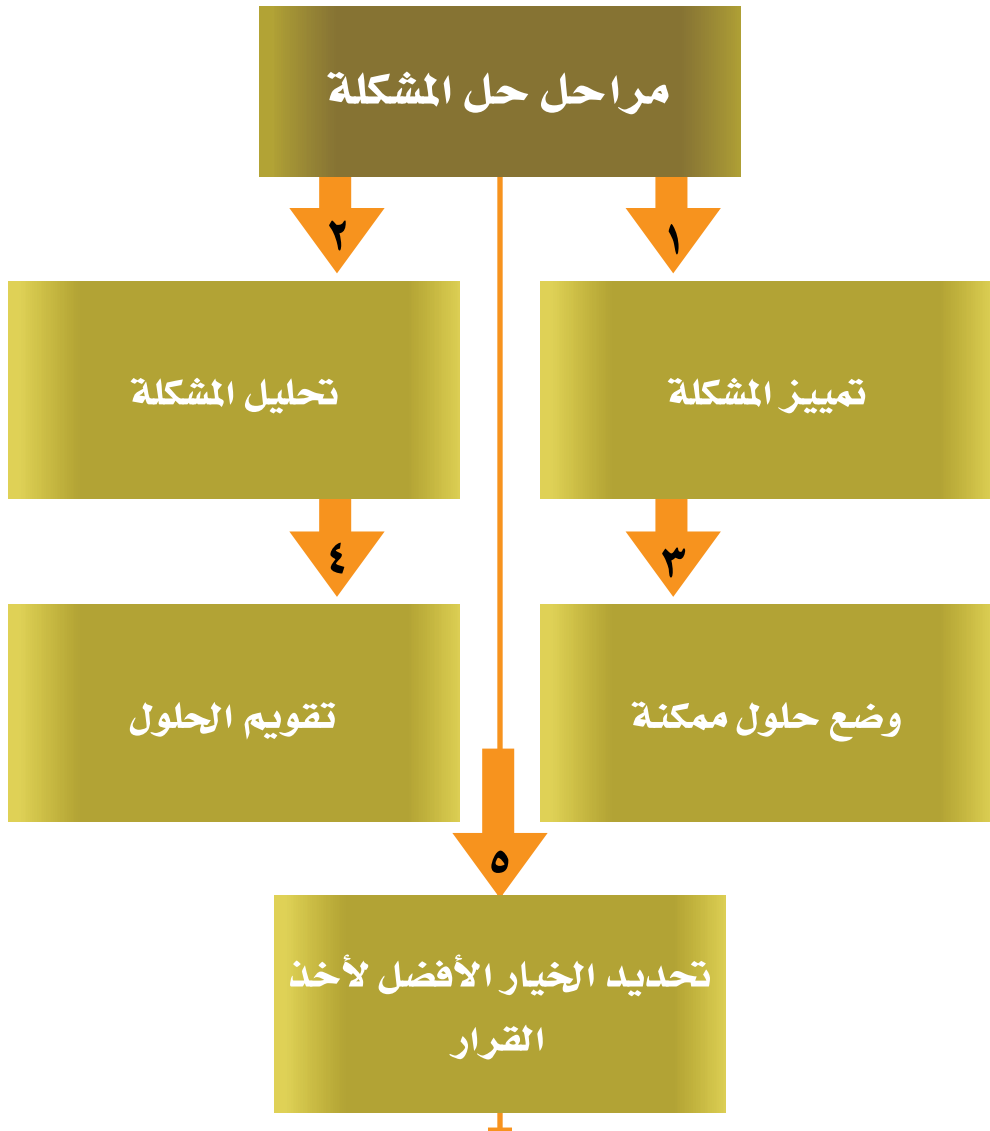 مراحل حل المشكلة
١
٢
تمييز المشكلة
تحليل المشكلة
٣
٤
وضع حلول ممكنة
تقويم الحلول
٥
تحديد الخيار الأفضل لأخذ
القرار